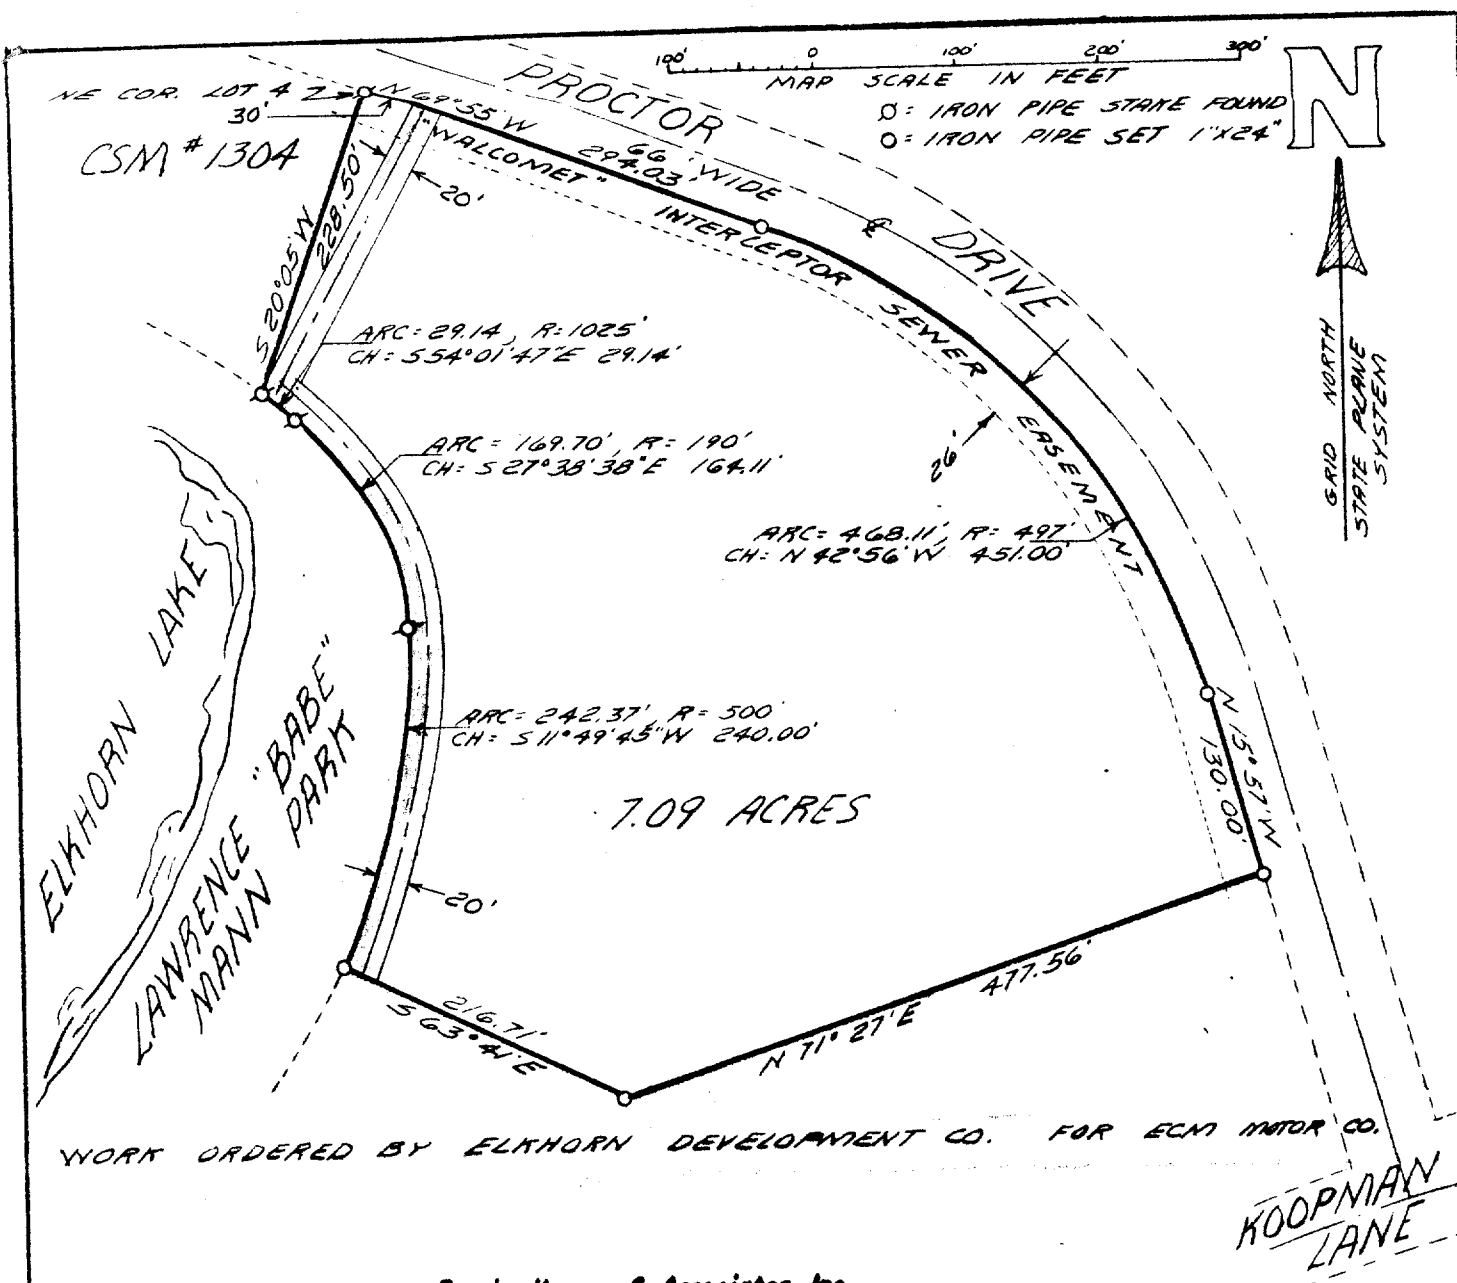 100' 0 100' 200' 300'
MAP SCALE IN FEET
Ø = IRON PIPE STAKE FOUND
O = IRON PIPE SET 1"X24"
N
GRID NORTH
STATE PLANE
SYSTEM
NE COR. LOT 4
30'
CSM #1304
PROCTOR
DRIVE
66' WIDE
N 69°55' W
294.03'
"WALCOMET"
INTERCEPTOR SEWER EASEMENT
20'
S 20°05' W
228.50'
ARC = 29.14, R = 1025'
CH = S 54°01'47" E 29.14'
ARC = 169.70', R = 190'
CH = S 27°38'38" E 164.11'
26'
ARC = 468.11', R = 497'
CH = N 42°56' W 451.00'
ELKHORN LAKE
LAWRENCE "BABE"
MANN PARK
ARC = 242.37', R = 500'
CH = S 11°49'45" W 240.00'
N 15°57' W
130.00'
7.09 ACRES
20'
216.71'
S 63°41' E
477.56'
N 71°27' E
WORK ORDERED BY ELKHORN DEVELOPMENT CO. FOR ECM MOTOR CO.
KOOPMAN
LANE